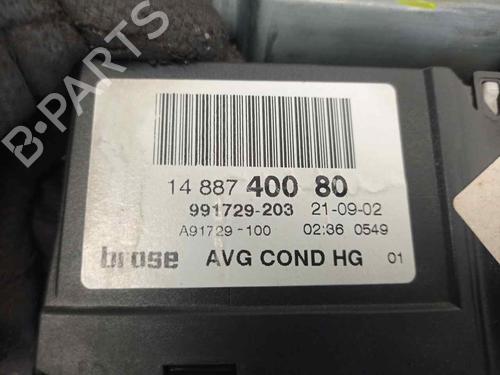 B-PARTS
14 887 400 80
991729-203 21-09-02
A91729-100 02:36 0549
brose AVG COND HG 01